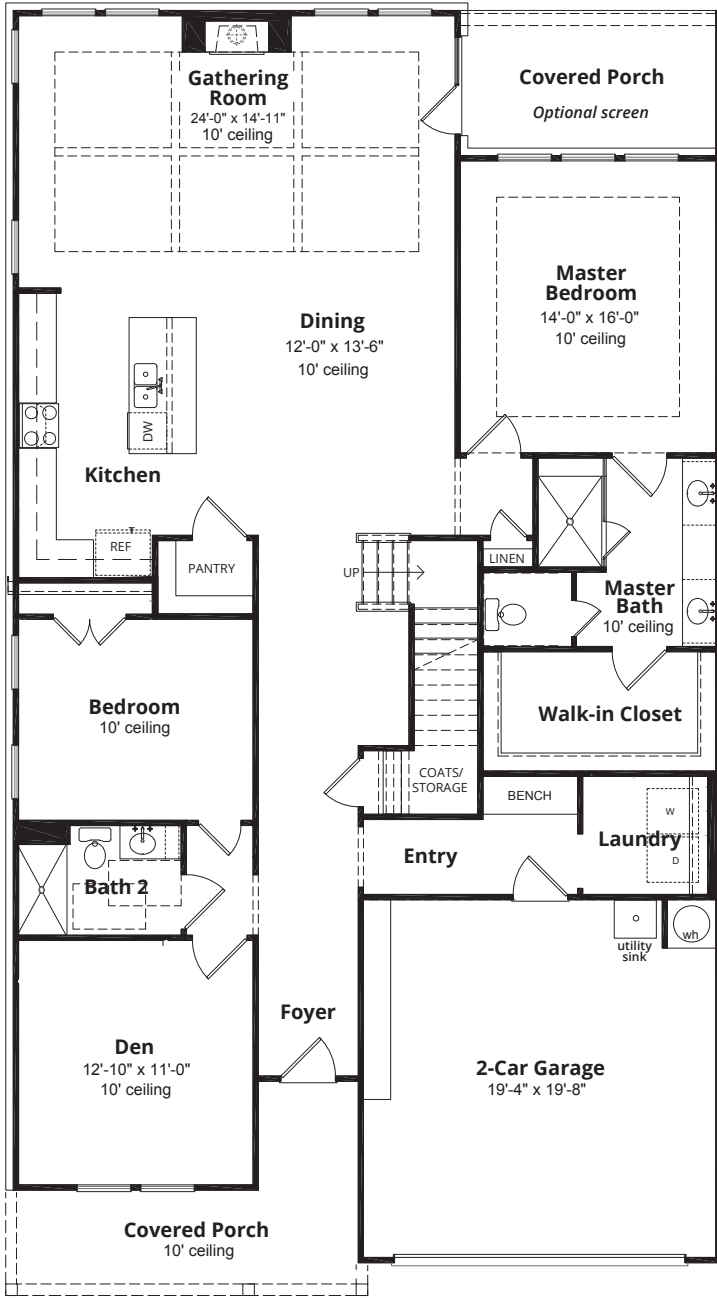 Gathering
Room
24'-0" x 14'-11"
10' ceiling
Covered Porch
Optional screen
Master
Bedroom
14'-0" x 16'-0"
10' ceiling
Dining
12'-0" x 13'-6"
10' ceiling
DW
Kitchen
REF
PANTRY
UP
LINEN
Master
Bath
10' ceiling
Bedroom
10' ceiling
Walk-in Closet
COATS/
STORAGE
BENCH
W
Laundry
D
Entry
Bath 2
utility
sink
wh
Foyer
Den
12'-10" x 11'-0"
10' ceiling
2-Car Garage
19'-4" x 19'-8"
Covered Porch
10' ceiling